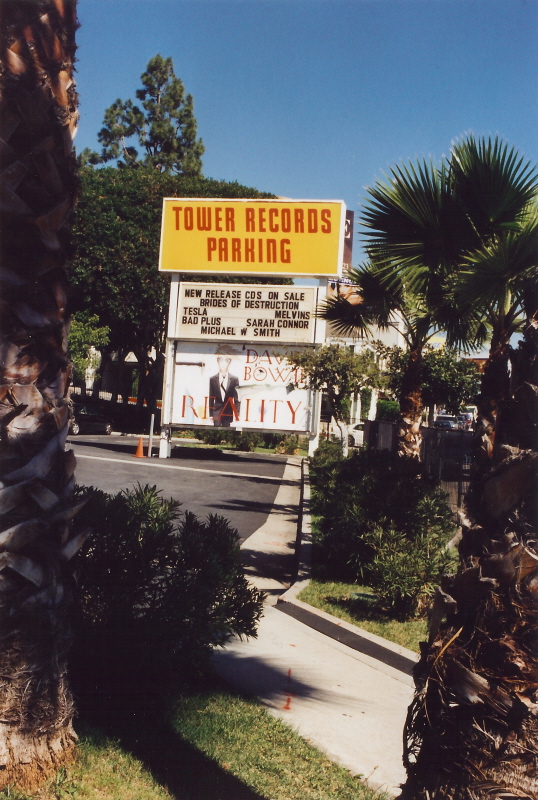 TOWER RECORDS
PARKING
NEW RELEASE CDS ON SALE
BRIDES OF DESTRUCTION
TESLA MELVINS
BAD PLUS SARAH CONNOR
MICHAEL W SMITH
DAVID
BOWIE
REALITY